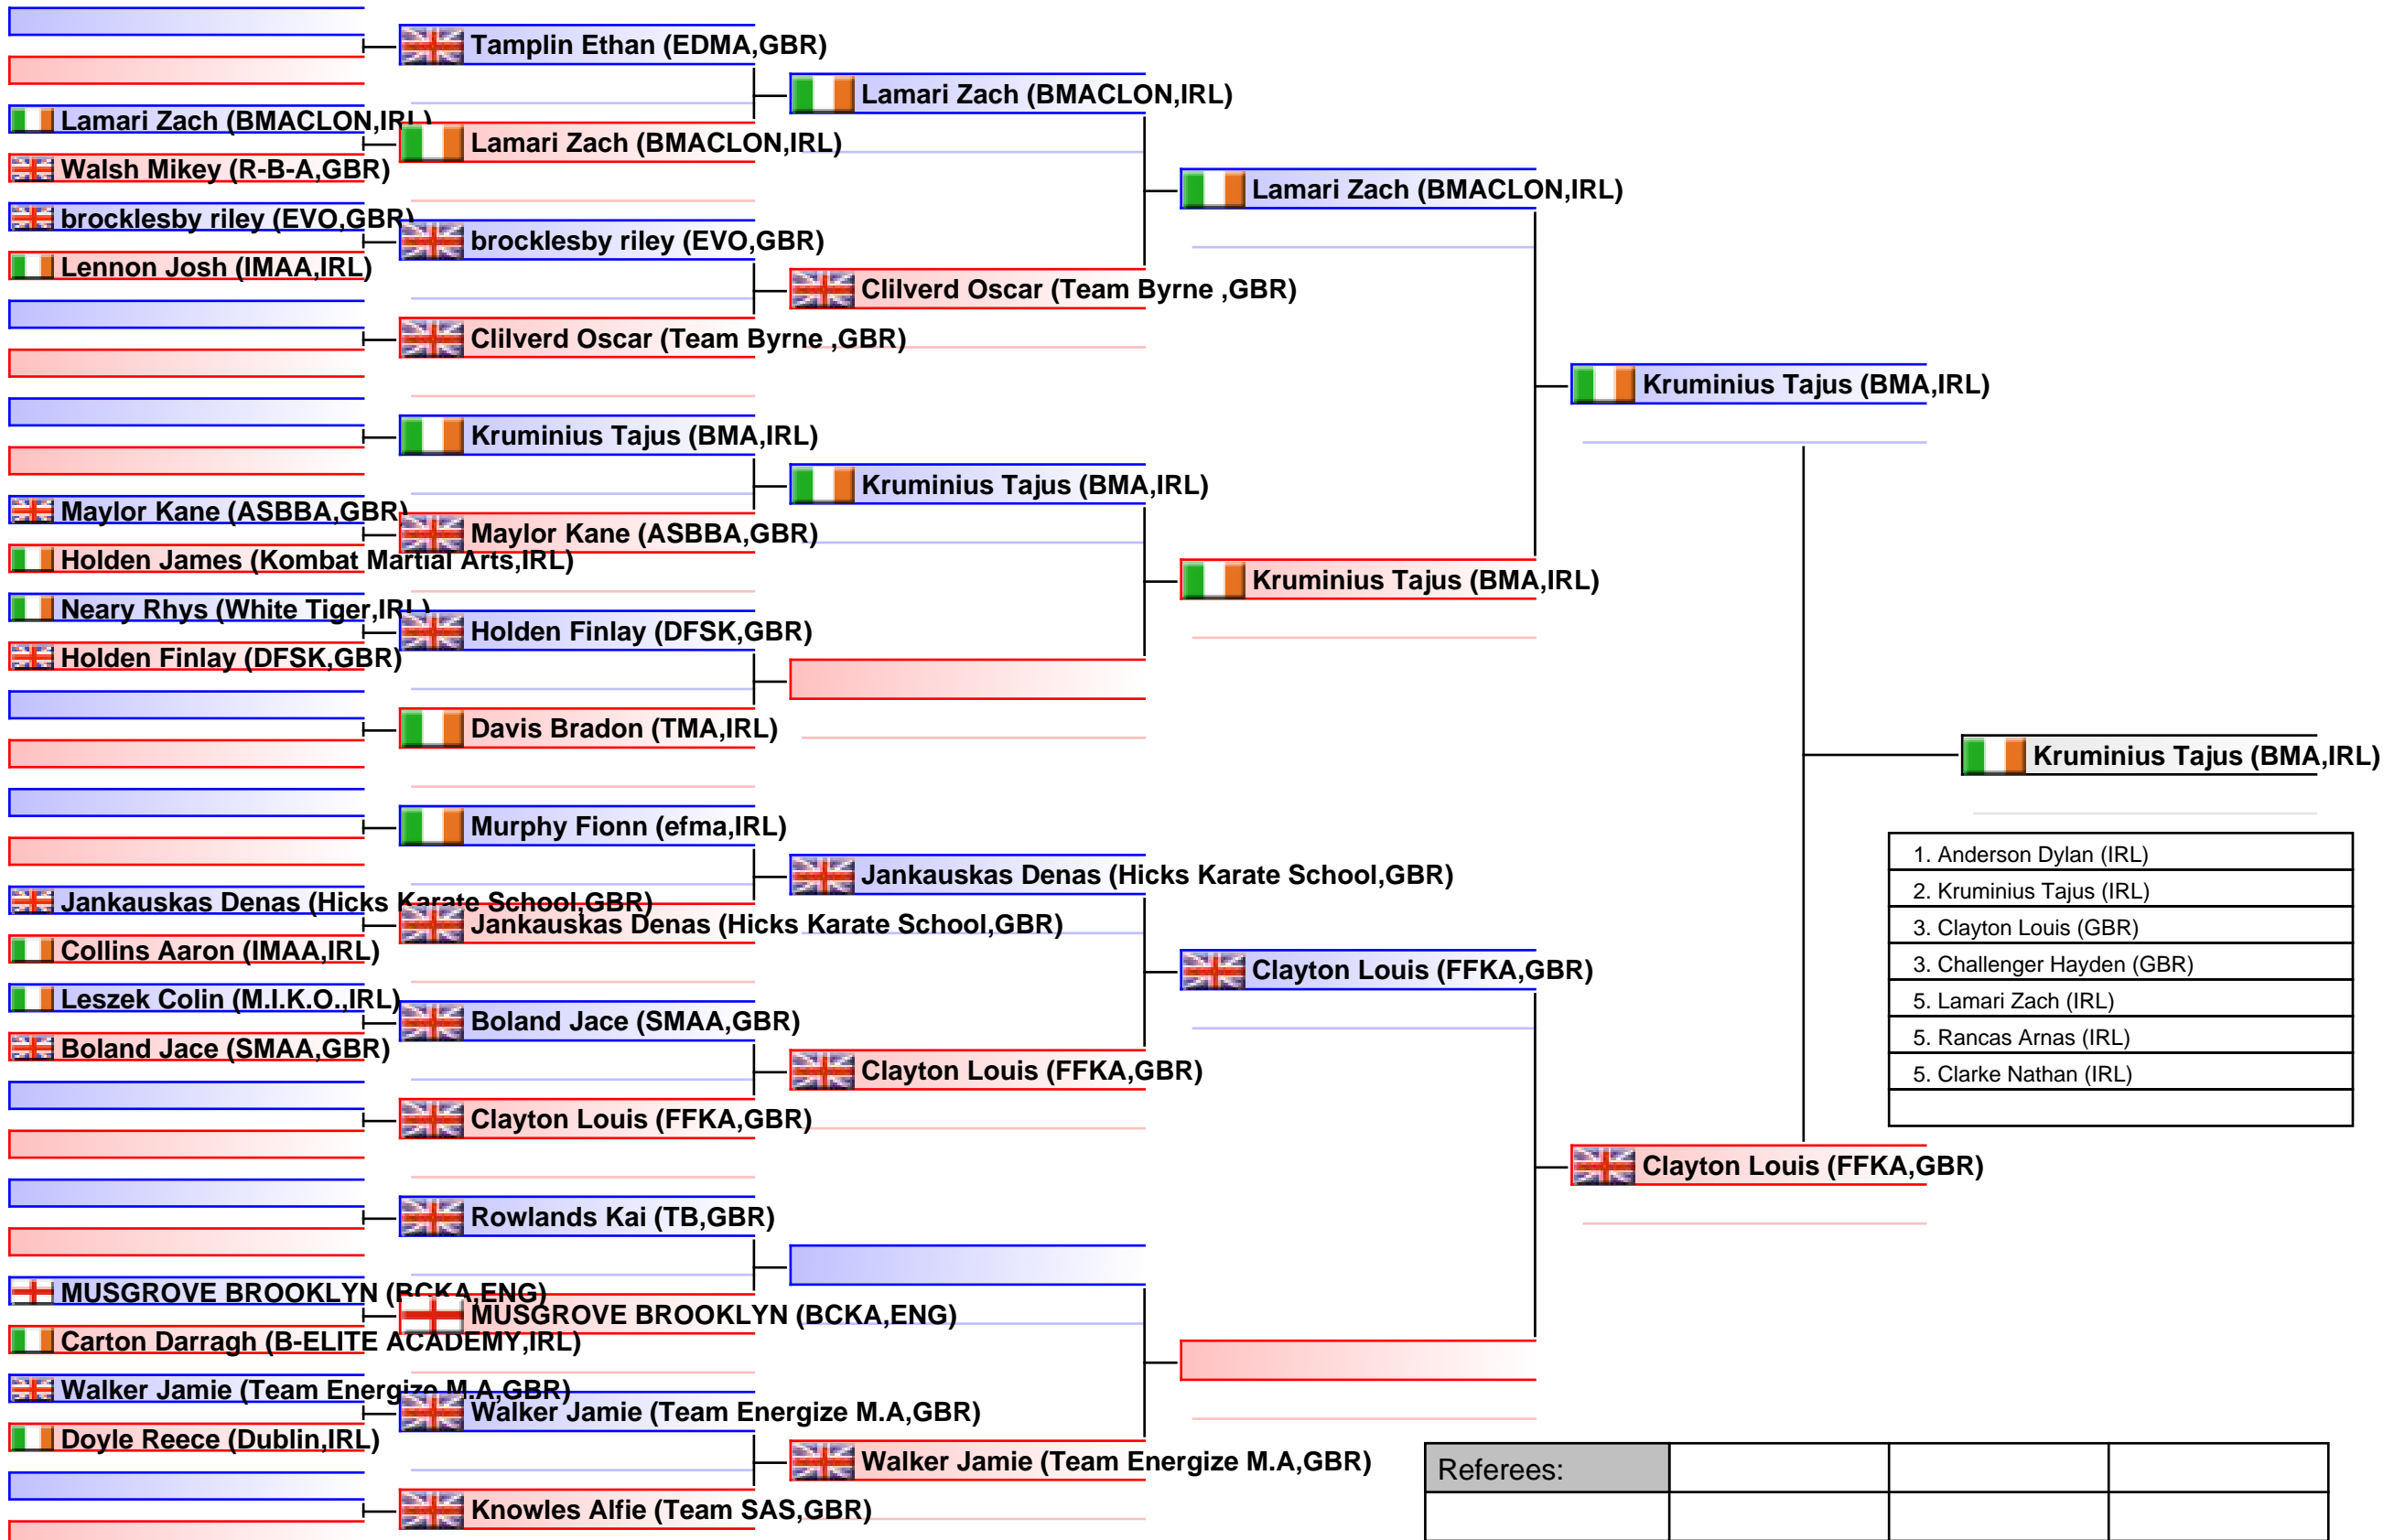 Tamplin Ethan (EDMA,GBR)
Lamari Zach (BMACLON,IRL)
Lamari Zach (BMACLON,IRL)
Lamari Zach (BMACLON,IRL)
Walsh Mikey (R-B-A,GBR)
Lamari Zach (BMACLON,IRL)
brocklesby riley (EVO,GBR)
brocklesby riley (EVO,GBR)
Lennon Josh (IMAA,IRL)
Clilverd Oscar (Team Byrne ,GBR)
Clilverd Oscar (Team Byrne ,GBR)
Kruminius Tajus (BMA,IRL)
Kruminius Tajus (BMA,IRL)
Kruminius Tajus (BMA,IRL)
Maylor Kane (ASBBA,GBR)
Maylor Kane (ASBBA,GBR)
Holden James (Kombat Martial Arts,IRL)
Kruminius Tajus (BMA,IRL)
Neary Rhys (White Tiger,IRL)
Holden Finlay (DFSK,GBR)
Holden Finlay (DFSK,GBR)
Davis Bradon (TMA,IRL)
Kruminius Tajus (BMA,IRL)
Murphy Fionn (efma,IRL)
1. Anderson Dylan (IRL)
Jankauskas Denas (Hicks Karate School,GBR)
2. Kruminius Tajus (IRL)
Jankauskas Denas (Hicks Karate School,GBR)
Jankauskas Denas (Hicks Karate School,GBR)
3. Clayton Louis (GBR)
Collins Aaron (IMAA,IRL)
3. Challenger Hayden (GBR)
Clayton Louis (FFKA,GBR)
Leszek Colin (M.I.K.O.,IRL)
5. Lamari Zach (IRL)
Boland Jace (SMAA,GBR)
5. Rancas Arnas (IRL)
Boland Jace (SMAA,GBR)
Clayton Louis (FFKA,GBR)
5. Clarke Nathan (IRL)
Clayton Louis (FFKA,GBR)
Clayton Louis (FFKA,GBR)
Rowlands Kai (TB,GBR)
MUSGROVE BROOKLYN (BCKA,ENG)
MUSGROVE BROOKLYN (BCKA,ENG)
Carton Darragh (B-ELITE ACADEMY,IRL)
Walker Jamie (Team Energize M.A,GBR)
Walker Jamie (Team Energize M.A,GBR)
Doyle Reece (Dublin,IRL)
Walker Jamie (Team Energize M.A,GBR)
Referees:
Knowles Alfie (Team SAS,GBR)